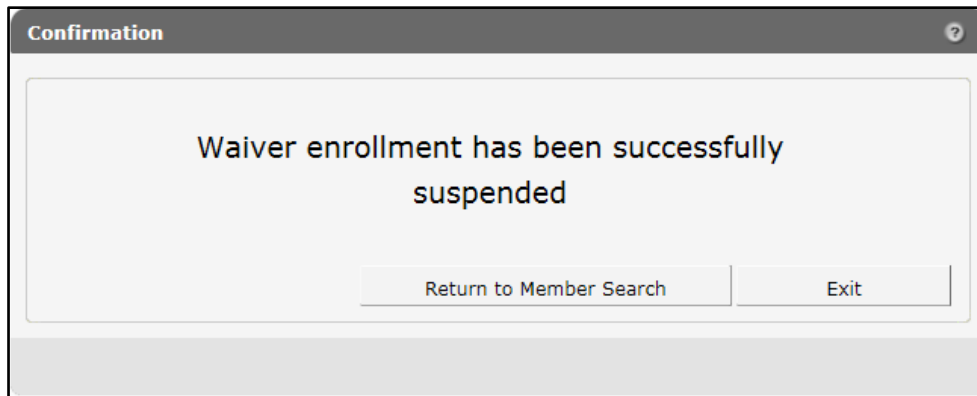 Confirmation ?
Waiver enrollment has been successfully
suspended
Return to Member Search Exit